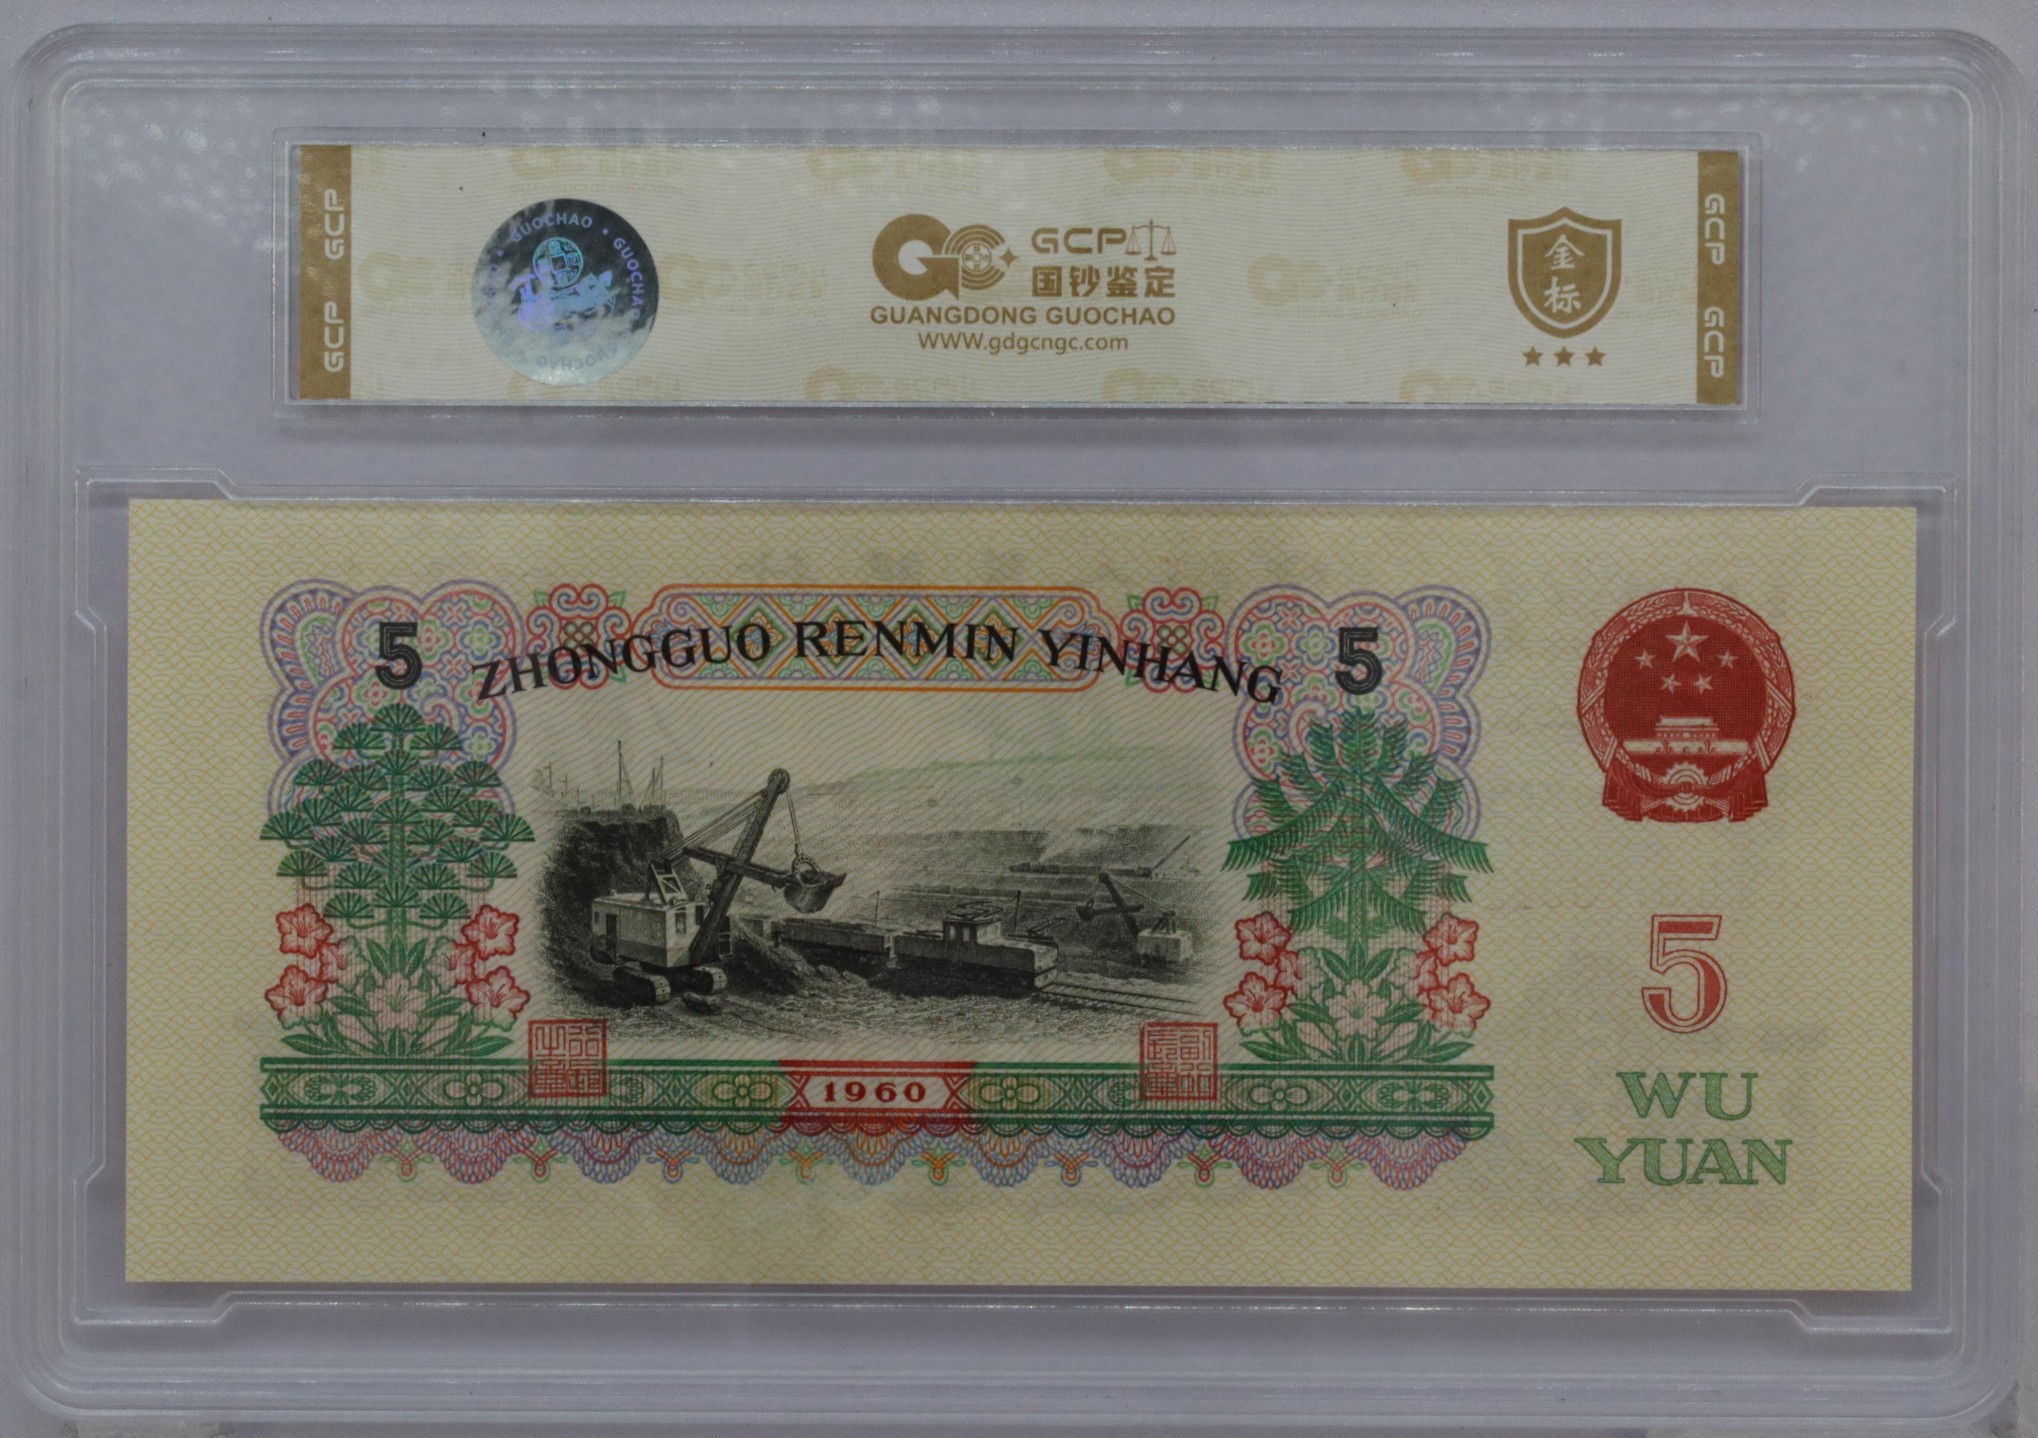 GCP GCP
GUOCHAO • GUOCHAO
GCP
国钞鉴定
GUANGDONG GUOCHAO
www.gdgcngc.com
金标
GCP GCP
ZHONGGUO RENMIN YINHANG
5
5
1960
5
WU
YUAN